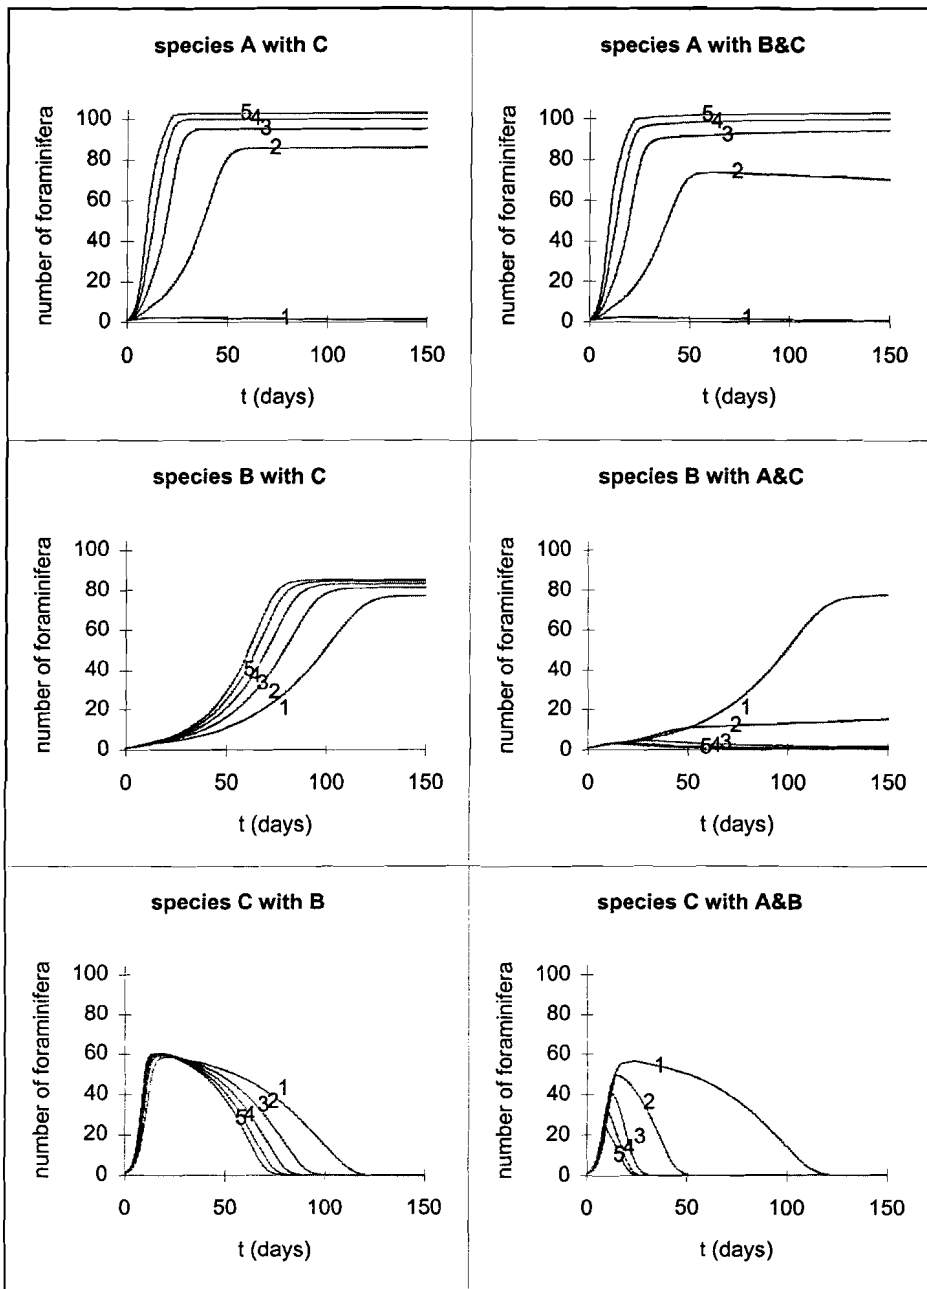 species A with C
number of foraminifera
100
80
60
40
20
0
5
4
3
2
1
0 50 100 150
t (days)
species A with B&C
number of foraminifera
100
80
60
40
20
0
5
4
3
2
1
0 50 100 150
t (days)
species B with C
number of foraminifera
100
80
60
40
20
0
5
4
3
2
1
0 50 100 150
t (days)
species B with A&C
number of foraminifera
100
80
60
40
20
0
1
2
5
4
3
0 50 100 150
t (days)
species C with B
number of foraminifera
100
80
60
40
20
0
5
4
3
2
1
0 50 100 150
t (days)
species C with A&B
number of foraminifera
100
80
60
40
20
0
1
2
3
4
5
0 50 100 150
t (days)